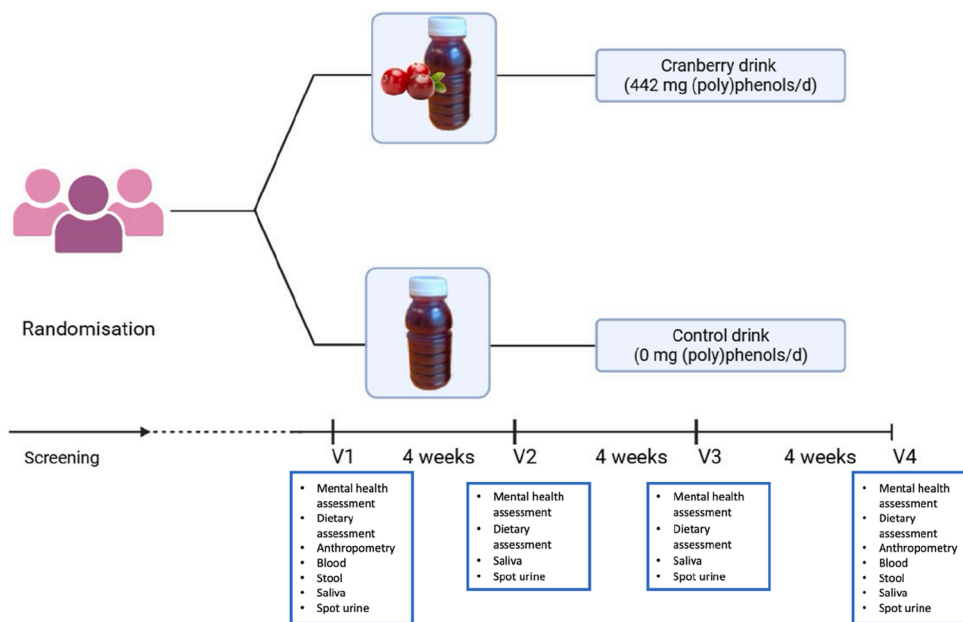 Cranberry drink
(442 mg (poly)phenols/d)
Randomisation
Control drink
(0 mg (poly)phenols/d)
Screening
V1
4 weeks
V2
4 weeks
V3
4 weeks
V4
• Mental health
assessment
• Dietary
assessment
• Anthropometry
• Blood
• Stool
• Saliva
• Spot urine
• Mental health
assessment
• Dietary
assessment
• Saliva
• Spot urine
• Mental health
assessment
• Dietary
assessment
• Saliva
• Spot urine
• Mental health
assessment
• Dietary
assessment
• Anthropometry
• Blood
• Stool
• Saliva
• Spot urine